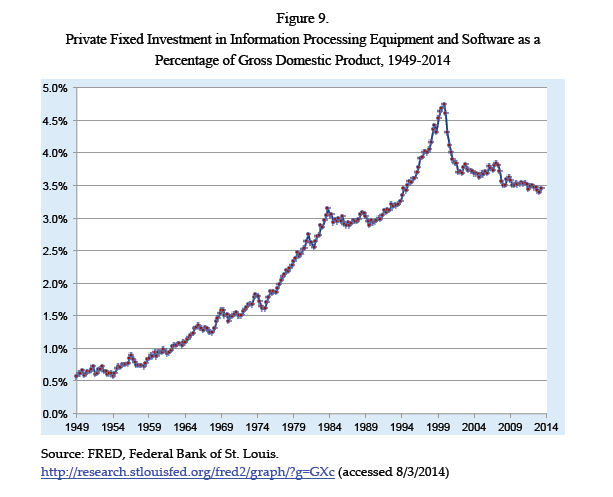 Figure 9.
Private Fixed Investment in Information Processing Equipment and Software as a
Percentage of Gross Domestic Product, 1949-2014
5.0%
4.5%
4.0%
3.5%
3.0%
2.5%
2.0%
1.5%
1.0%
0.5%
0.0%
1949 1954 1959 1964 1969 1974 1979 1984 1989 1994 1999 2004 2009 2014
Source: FRED, Federal Bank of St. Louis.
http://research.stlouisfed.org/fred2/graph/?g=GXc (accessed 8/3/2014)